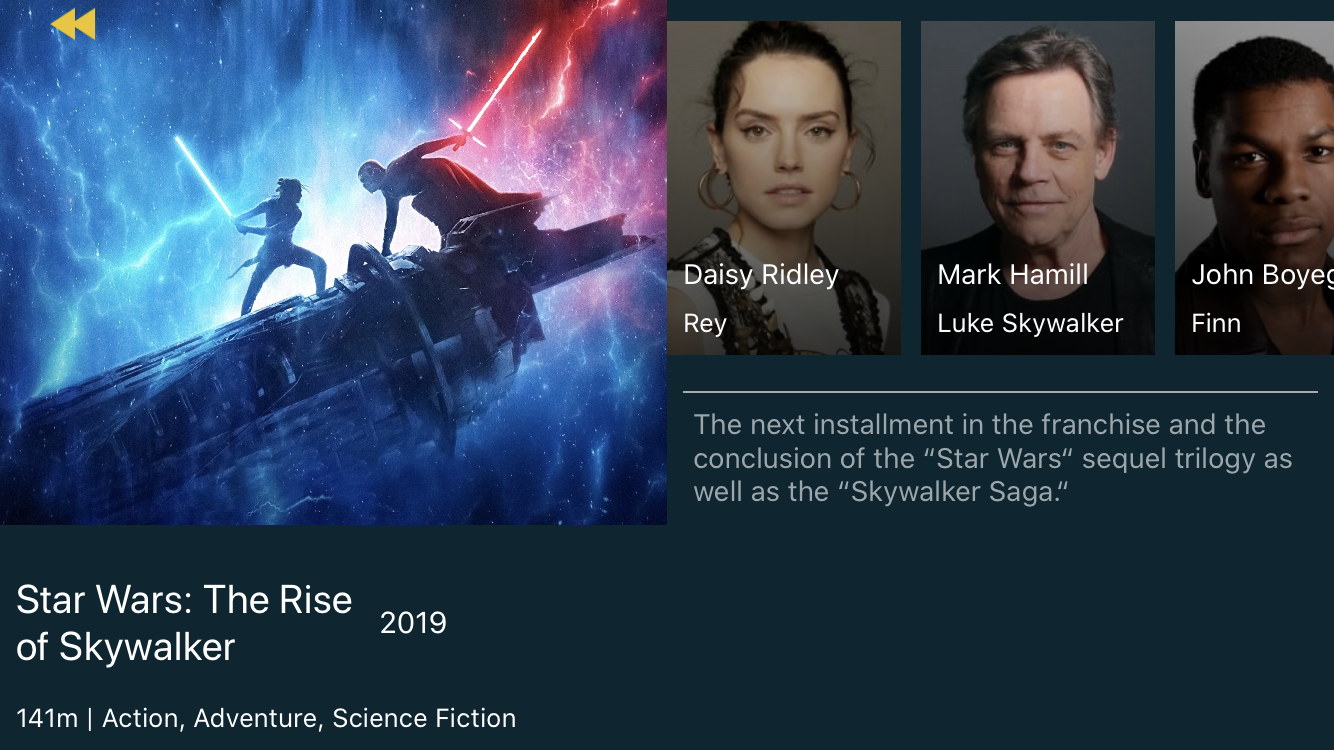 Daisy Ridley
Rey
Mark Hamill
Luke Skywalker
John Boyeg
Finn
The next installment in the franchise and the
conclusion of the “Star Wars“ sequel trilogy as
well as the “Skywalker Saga.“
Star Wars: The Rise
of Skywalker
2019
141m | Action, Adventure, Science Fiction